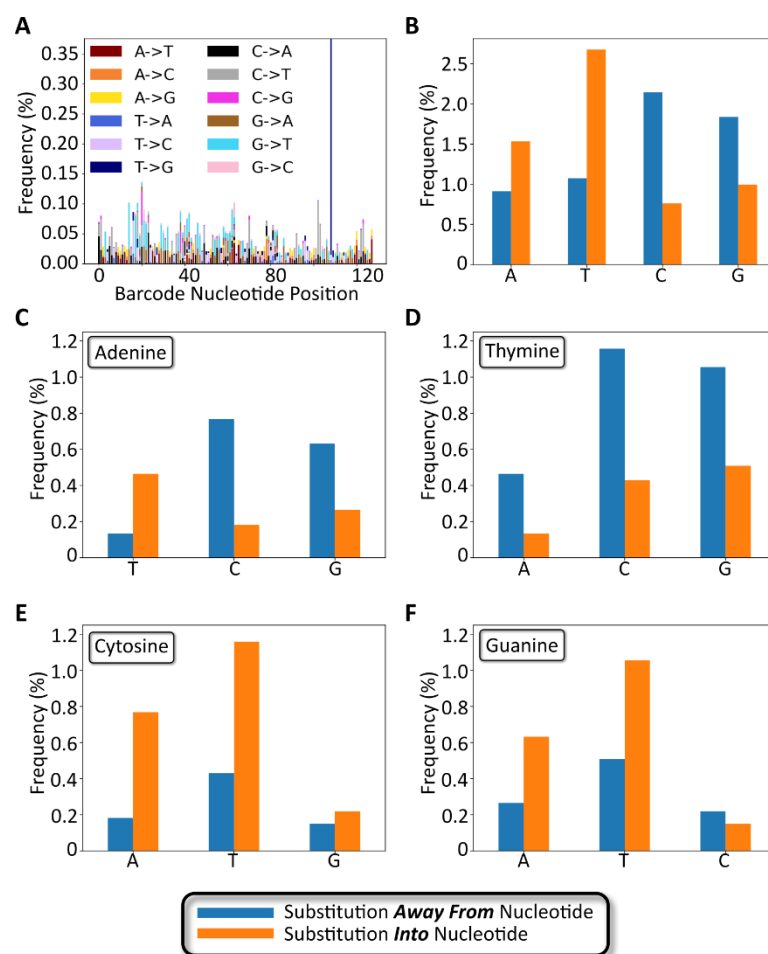 A
Frequency (%)
0.35
0.30
0.25
0.20
0.15
0.10
0.05
0.00
A->T
A->C
A->G
T->A
T->C
T->G
C->A
C->T
C->G
G->A
G->T
G->C
0 40 80 120
Barcode Nucleotide Position
B
Frequency (%)
2.5
2.0
1.5
1.0
0.5
0
A T C G
C
Adenine
Frequency (%)
1.2
1.0
0.8
0.6
0.4
0.2
0
T C G
D
Thymine
Frequency (%)
1.2
1.0
0.8
0.6
0.4
0.2
0
A C G
E
Cytosine
Frequency (%)
1.2
1.0
0.8
0.6
0.4
0.2
0
A T G
F
Guanine
Frequency (%)
1.2
1.0
0.8
0.6
0.4
0.2
0
A T C
Substitution Away From Nucleotide
Substitution Into Nucleotide